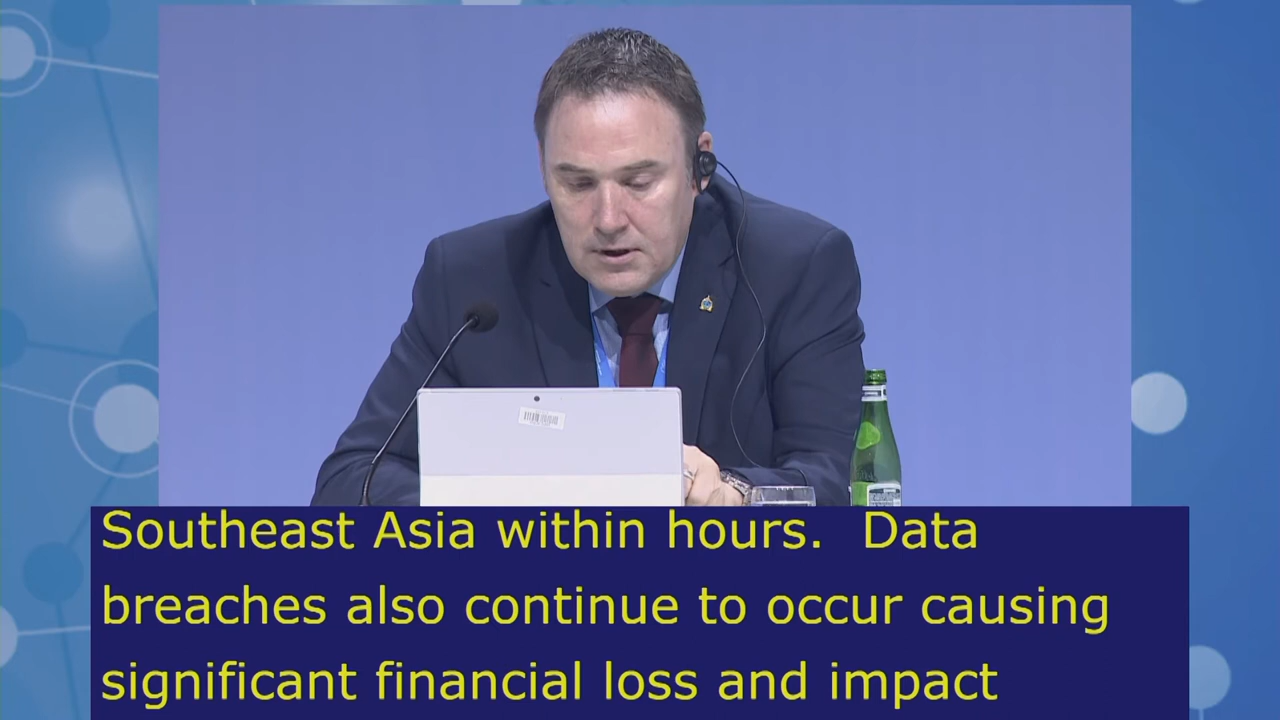 Southeast Asia within hours.  Data
breaches also continue to occur causing
significant financial loss and impact